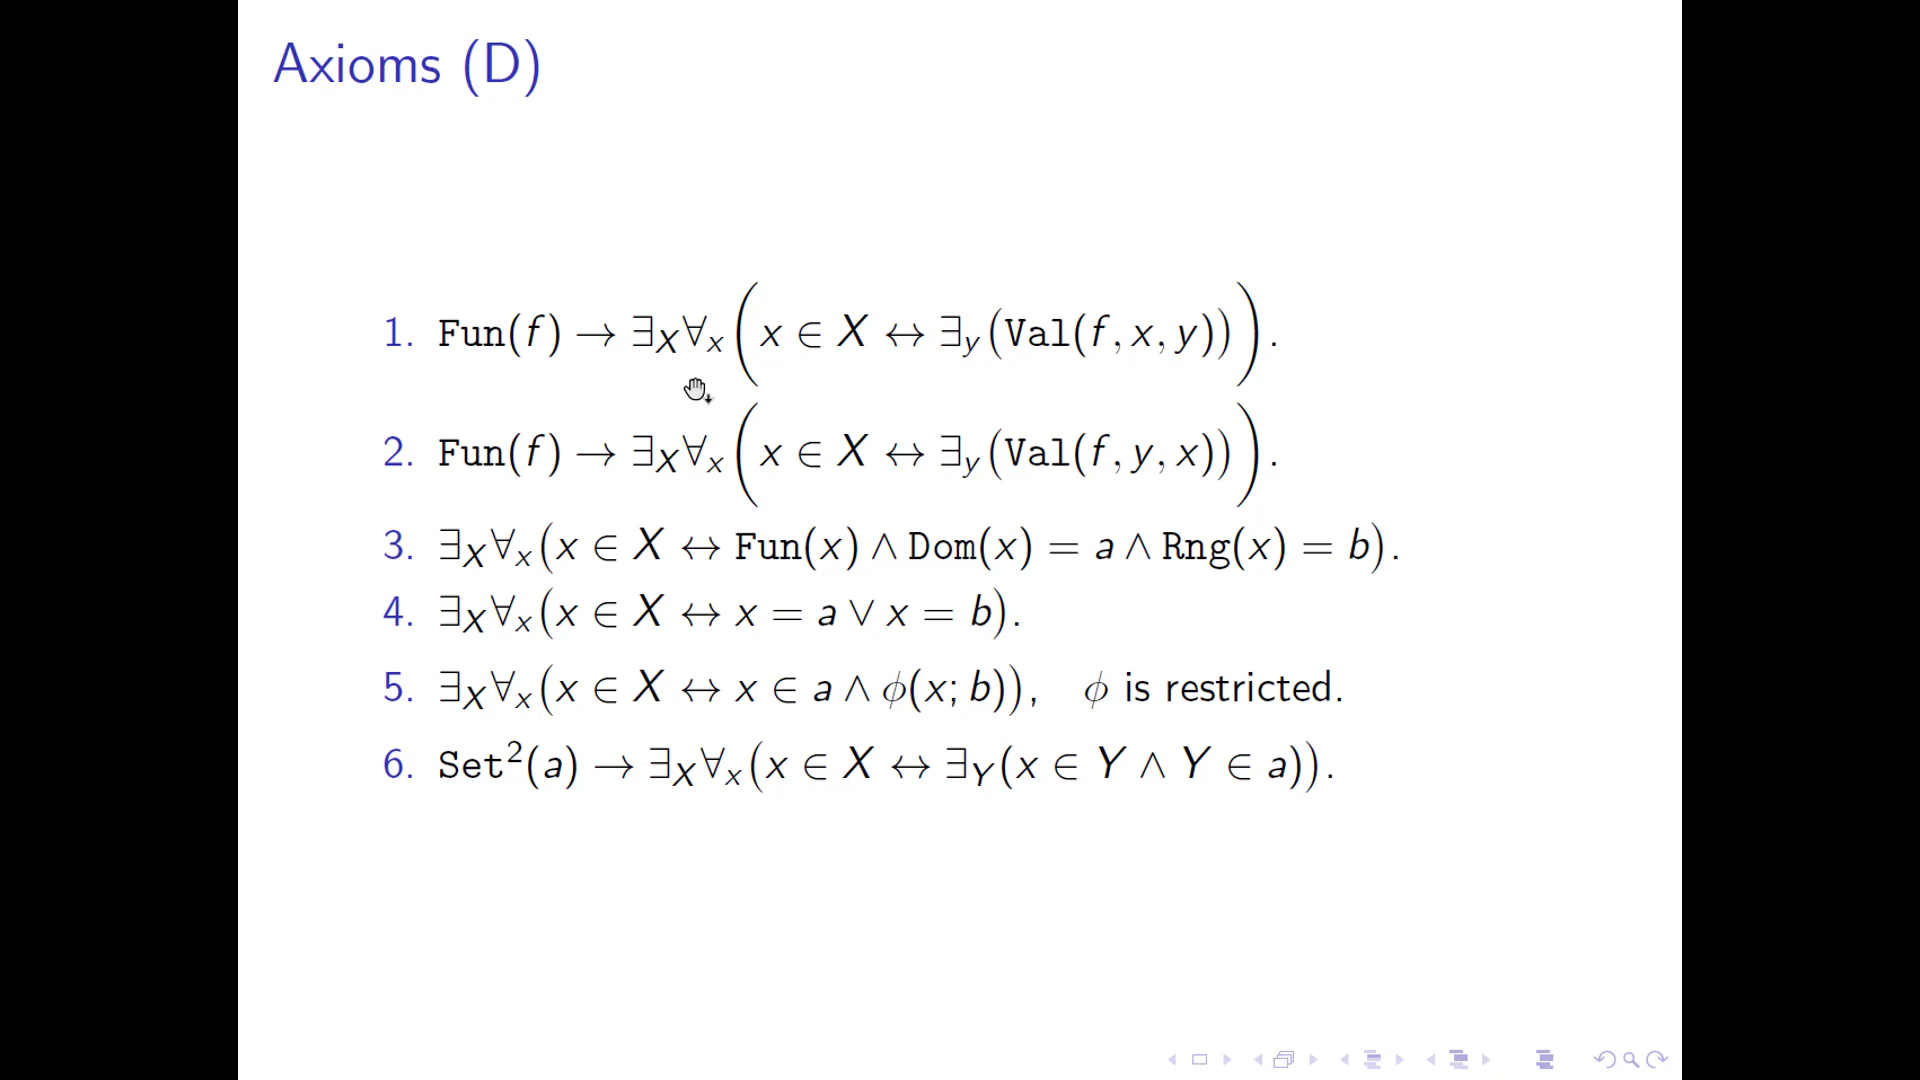 Axioms (D)
1. Fun(f) → ∃_X∀_x(x ∈ X ↔ ∃_y(Val(f, x, y))).
2. Fun(f) → ∃_X∀_x(x ∈ X ↔ ∃_y(Val(f, y, x))).
3. ∃_X∀_x(x ∈ X ↔ Fun(x) ∧ Dom(x) = a ∧ Rng(x) = b).
4. ∃_X∀_x(x ∈ X ↔ x = a ∨ x = b).
5. ∃_X∀_x(x ∈ X ↔ x ∈ a ∧ ϕ(x; b)), ϕ is restricted.
6. Set²(a) → ∃_X∀_x(x ∈ X ↔ ∃_Y(x ∈ Y ∧ Y ∈ a)).